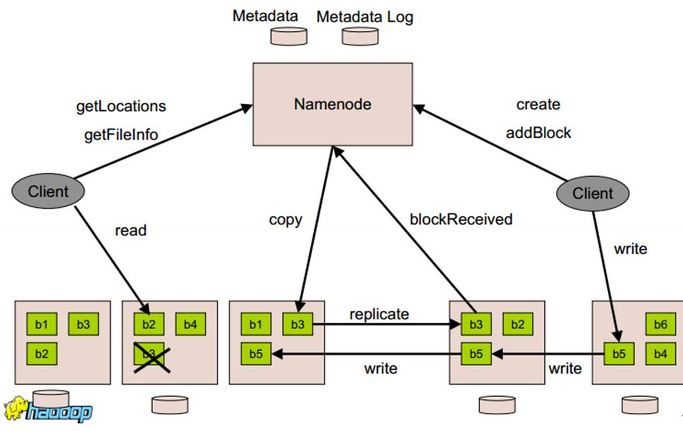 Metadata
Metadata Log
Namenode
getLocations
getFileInfo
create
addBlock
Client
Client
read
copy
blockReceived
write
b1
b3
b2
b2
b4
b3
b1
b3
b5
replicate
write
b3
b2
b5
write
b6
b5
b4
hadoop